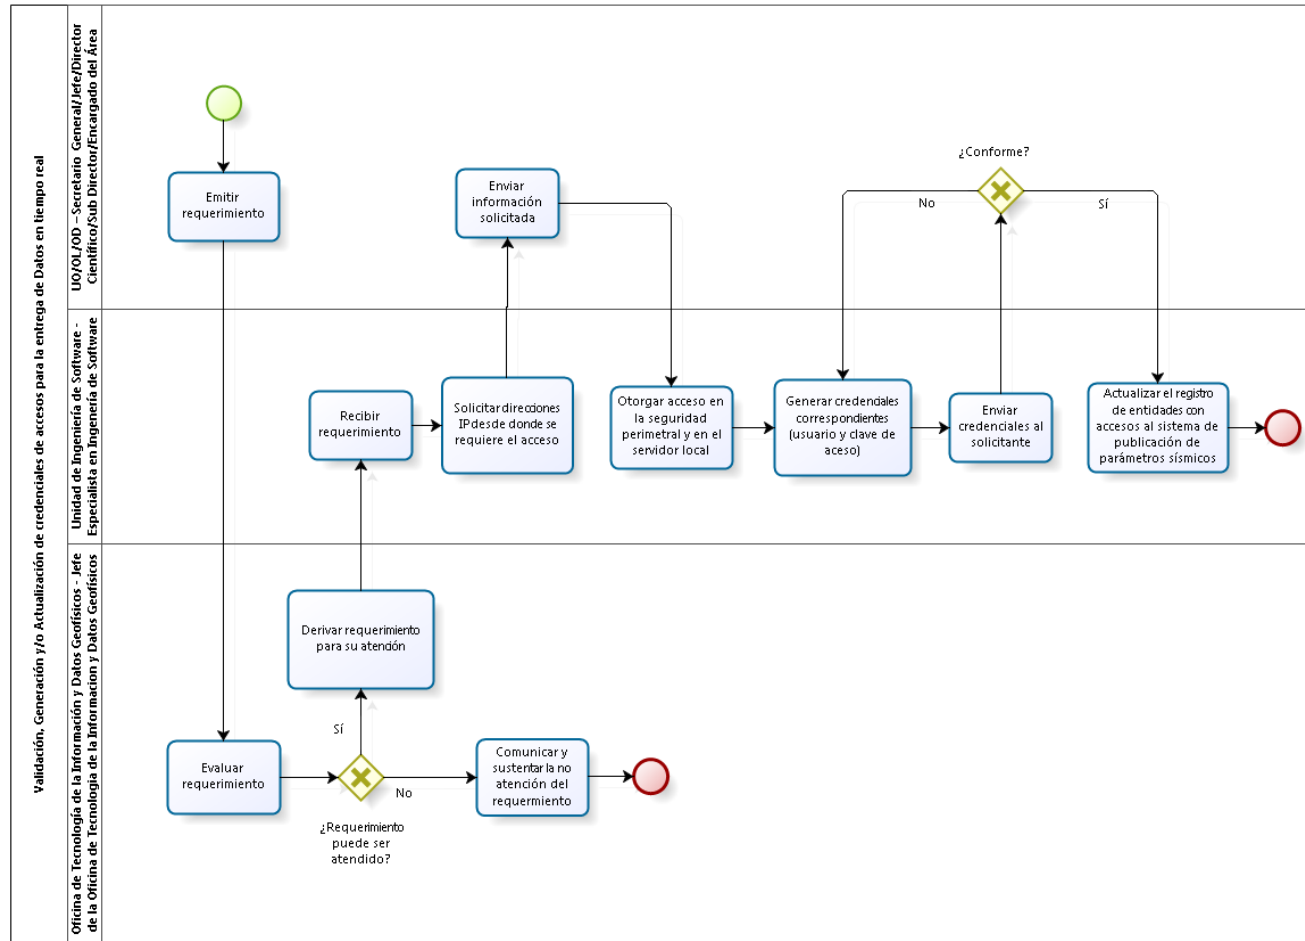 Validación, Generación y/o Actualización de credenciales de accesos para la entrega de Datos en tiempo real
UO/OL/OD – Secretario General/Jefe/Director
Científico/Sub Director/Encargado del Área
Emitir
requerimiento
Enviar
información
solicitada
¿Conforme?
No
Sí
Unidad de Ingeniería de Software -
Especialista en Ingenería de Software
Recibir
requerimiento
Solicitar direcciones
IP desde donde se
requiere el acceso
Otorgar acceso en
la seguridad
perimetral y en el
servidor local
Generar credenciales
correspondientes
(usuario y clave de
aceso)
Enviar
credenciales al
solicitante
Actualizar el registro
de entidades con
accesos al sistema de
publicación de
parámetros sísmicos
Oficina de Tecnología de la Información y Datos Geofísicos - Jefe
de la Oficina de Tecnologia de la Informacion y Datos Geofísicos
Derivar requerimiento
para su atención
Sí
Evaluar
requerimiento
No
¿Requerimiento
puede ser
atendido?
Comunicar y
sustentar la no
atención del
requermiento